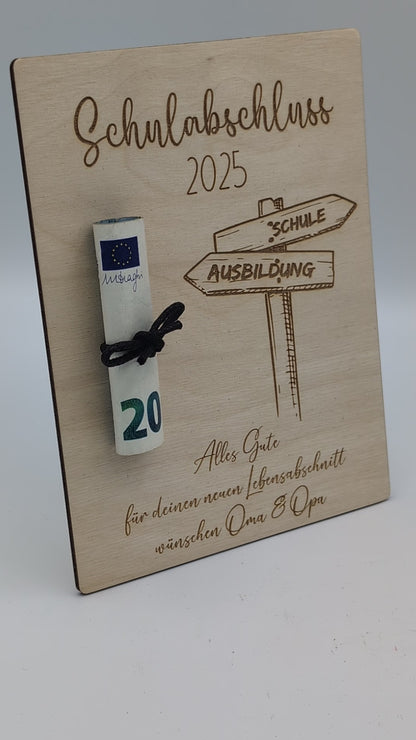 Schulabschluss
2025
SCHULE
AUSBILDUNG
20
Alles Gute
für deinen neuen Lebensabschnitt
wünschen Oma & Opa